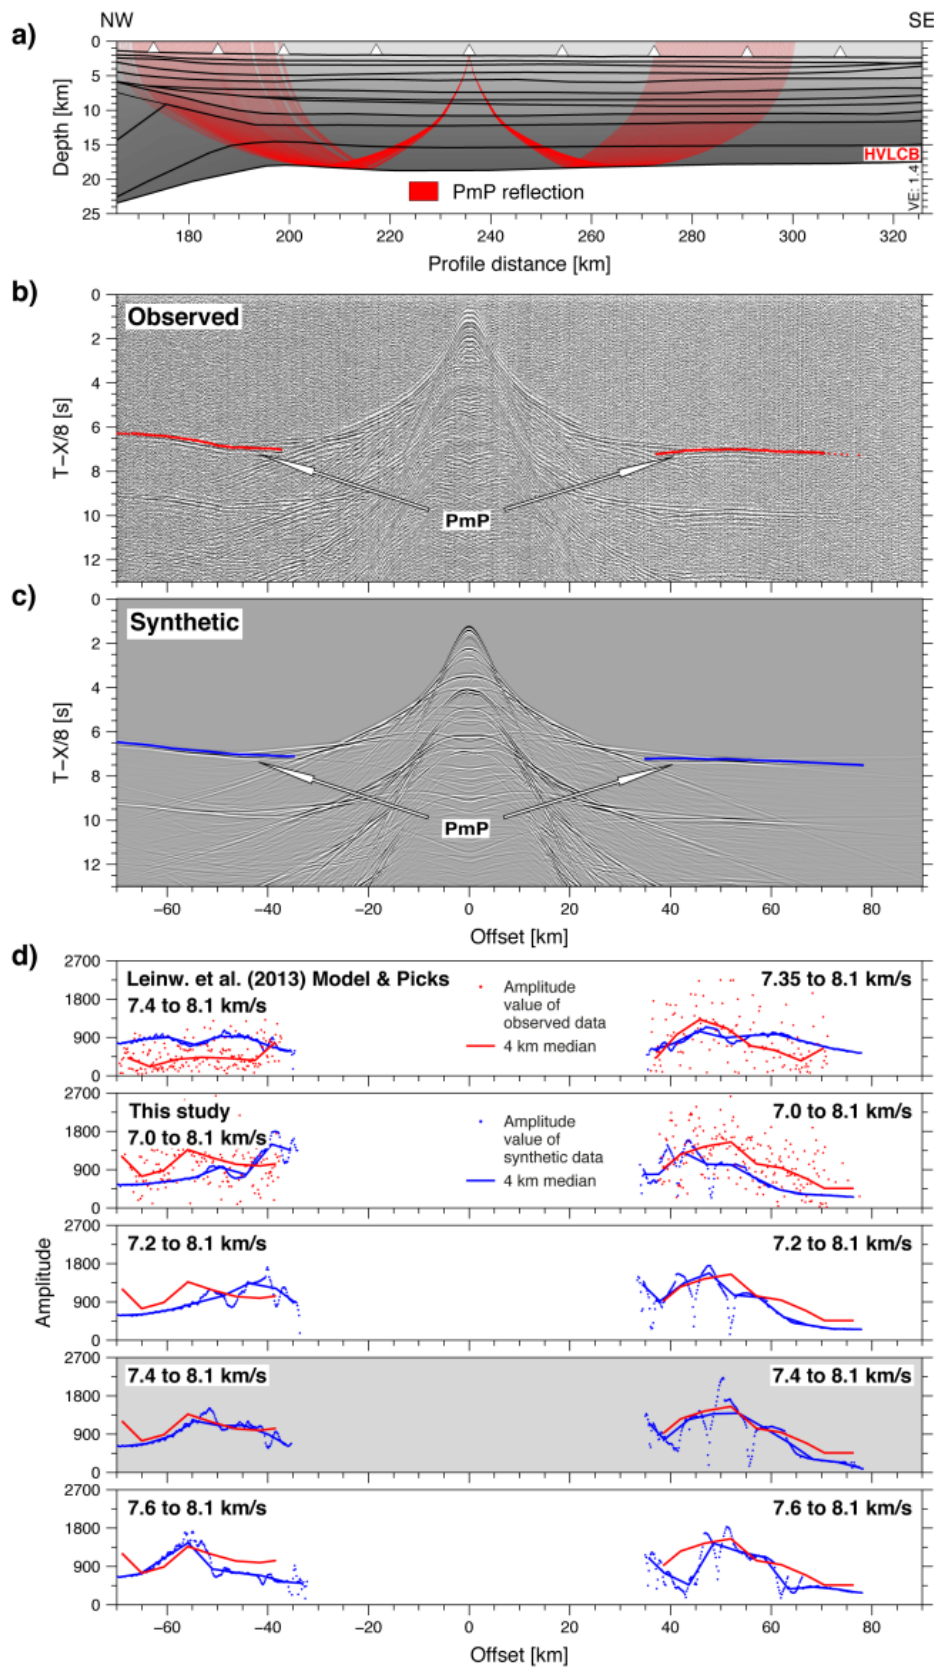 NW
SE
a)
0
5
10
15
20
25
Depth [km]
HVLCB
VE: 1.4
PmP reflection
180
200
220
240
260
280
300
320
Profile distance [km]
b)
0
2
4
6
8
10
12
T−X/8 [s]
Observed
PmP
c)
0
2
4
6
8
10
12
T−X/8 [s]
Synthetic
PmP
−60
−40
−20
0
20
40
60
80
Offset [km]
d)
2700
1800
900
0
Leinw. et al. (2013) Model & Picks
7.4 to 8.1 km/s
Amplitude
value of
observed data
4 km median
7.35 to 8.1 km/s
2700
1800
900
0
This study
7.0 to 8.1 km/s
Amplitude
value of
synthetic data
4 km median
7.0 to 8.1 km/s
Amplitude
2700
1800
900
0
7.2 to 8.1 km/s
7.2 to 8.1 km/s
2700
1800
900
0
7.4 to 8.1 km/s
7.4 to 8.1 km/s
2700
1800
900
0
7.6 to 8.1 km/s
7.6 to 8.1 km/s
−60
−40
−20
0
20
40
60
80
Offset [km]